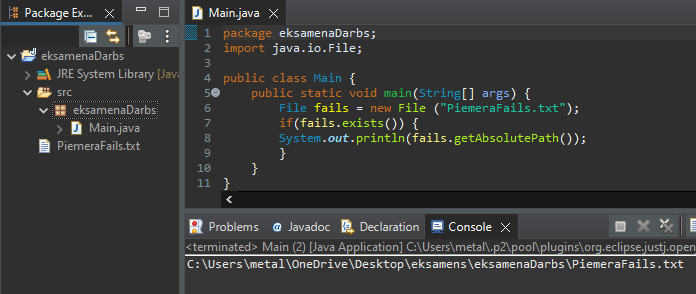 Package Ex...
eksamenaDarbs
JRE System Library [Java
src
eksamenaDarbs
Main.java
PiemeraFails.txt
Main.java
1 package eksamenaDarbs;
2 import java.io.File;
3
4 public class Main {
5 public static void main(String[] args) {
6 File fails = new File ("PiemeraFails.txt");
7 if(fails.exists()) {
8 System.out.println(fails.getAbsolutePath());
9 }
10 }
11 }
Problems @ Javadoc Declaration Console
<terminated> Main (2) [Java Application] C:\Users\metal\.p2\pool\plugins\org.eclipse.justj.open
C:\Users\metal\OneDrive\Desktop\eksamens\eksamenaDarbs\PiemeraFails.txt